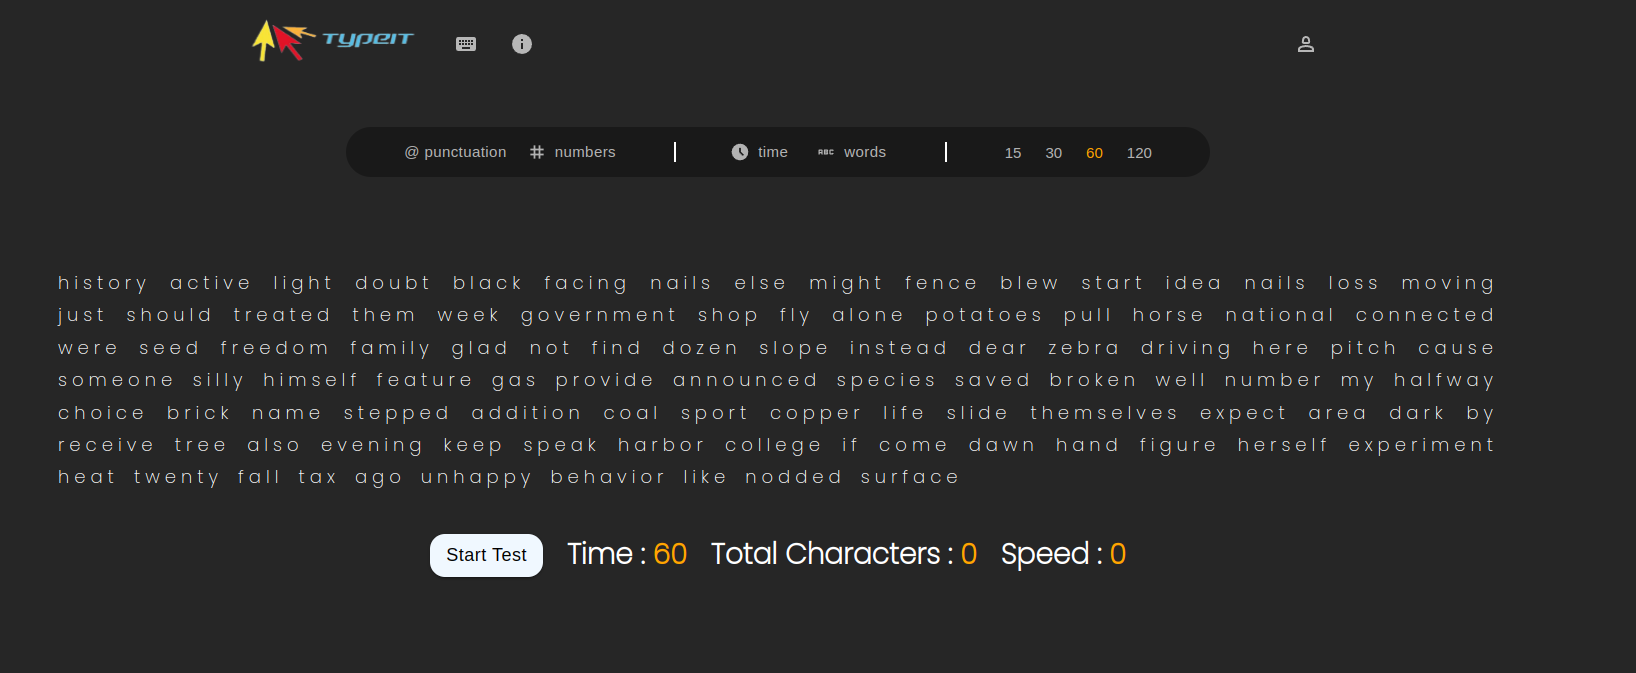 TypeIT
@ punctuation # numbers | time ABC words | 15 30 60 120
history active light doubt black facing nails else might fence blew start idea nails loss moving
just should treated them week government shop fly alone potatoes pull horse national connected
were seed freedom family glad not find dozen slope instead dear zebra driving here pitch cause
someone silly himself feature gas provide announced species saved broken well number my halfway
choice brick name stepped addition coal sport copper life slide themselves expect area dark by
receive tree also evening keep speak harbor college if come dawn hand figure herself experiment
heat twenty fall tax ago unhappy behavior like nodded surface
Start Test Time : 60 Total Characters : 0 Speed : 0